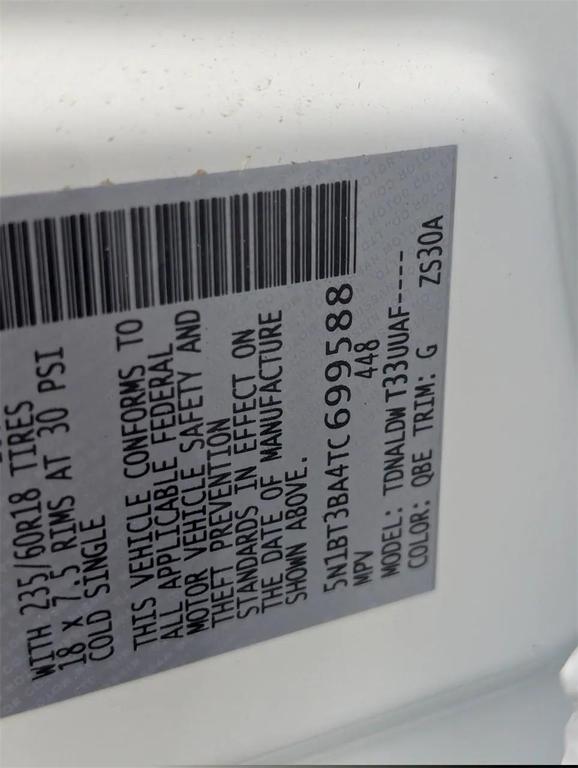 WITH 235/60R18 TIRES
18 X 7.5 RIMS AT 30 PSI
COLD SINGLE
THIS VEHICLE CONFORMS TO
ALL APPLICABLE FEDERAL
MOTOR VEHICLE SAFETY AND
THEFT PREVENTION
STANDARDS IN EFFECT ON
THE DATE OF MANUFACTURE
SHOWN ABOVE.
5N1BT3BA4TC699588
MPV 448
MODEL: TDNALDW T33UUAF----
COLOR: QBE TRIM: G ZS30A